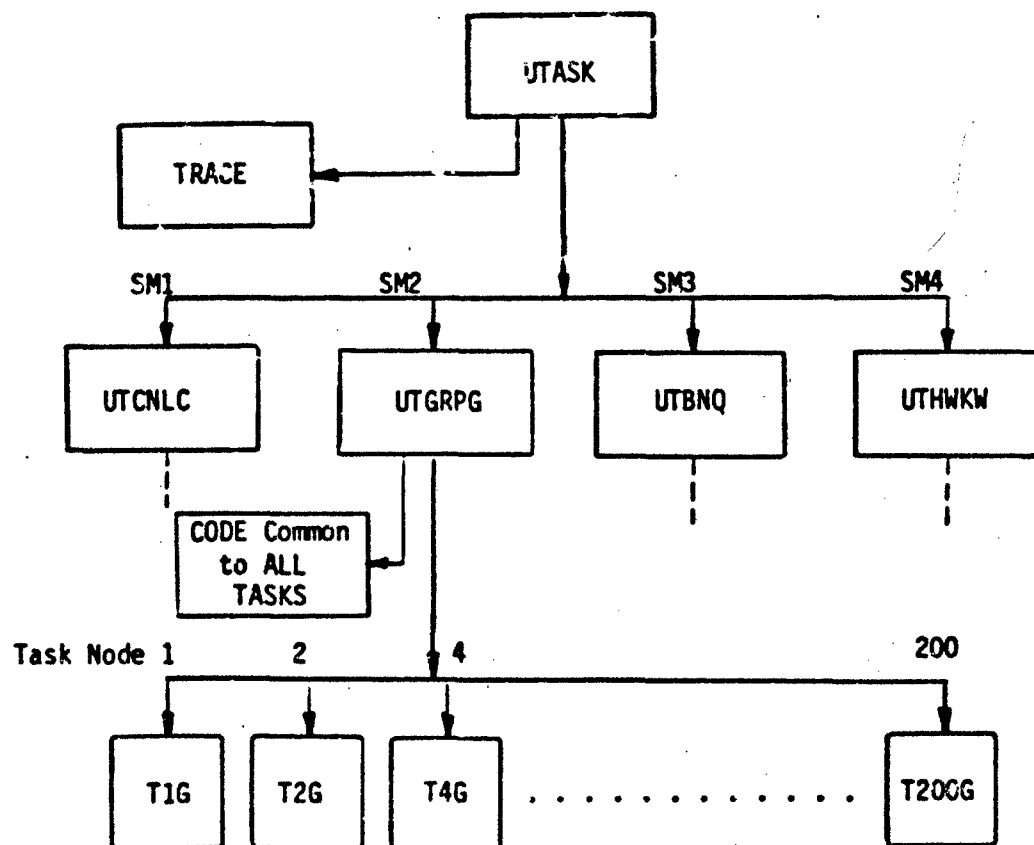 UTASK
TRACE
SM1 SM2 SM3 SM4
UTCNLC UTGRPG UTBNQ UTHWKW
CODE Common
to ALL
TASKS
Task Node 1 2 4 200
T1G T2G T4G . . . . . . . . . . . . . T200G